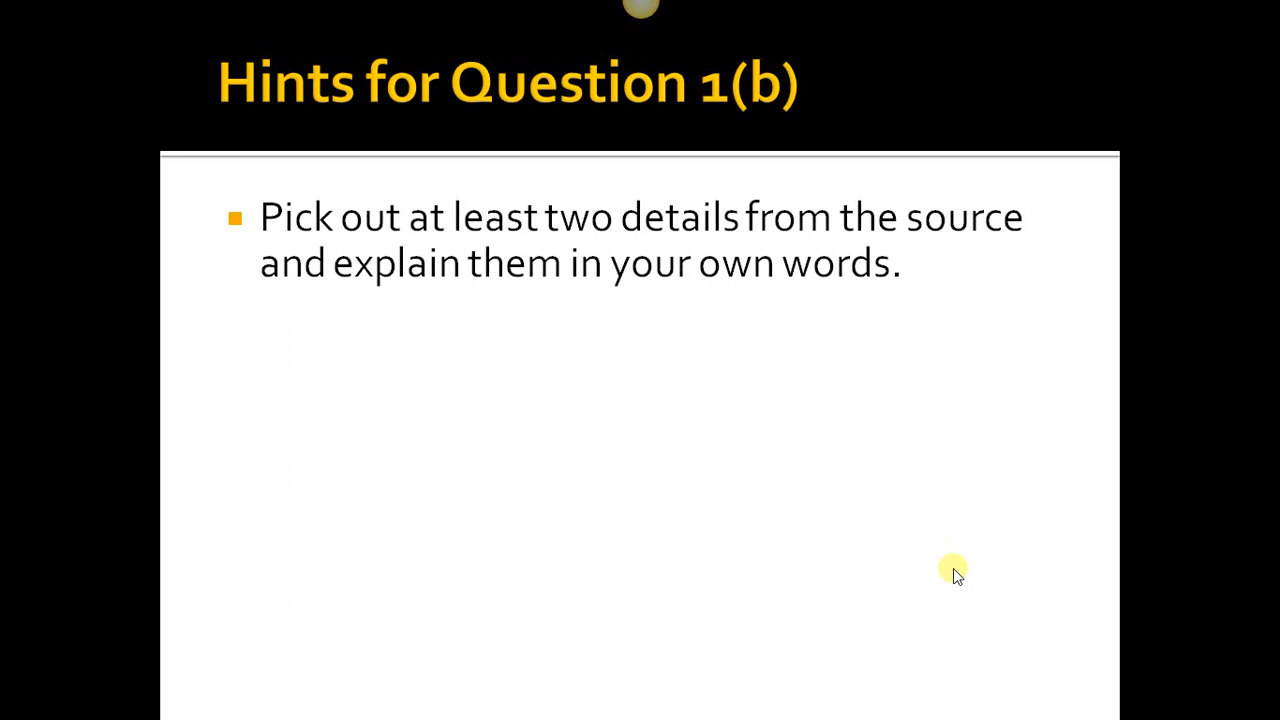 Hints for Question 1(b)
Pick out at least two details from the source
and explain them in your own words.